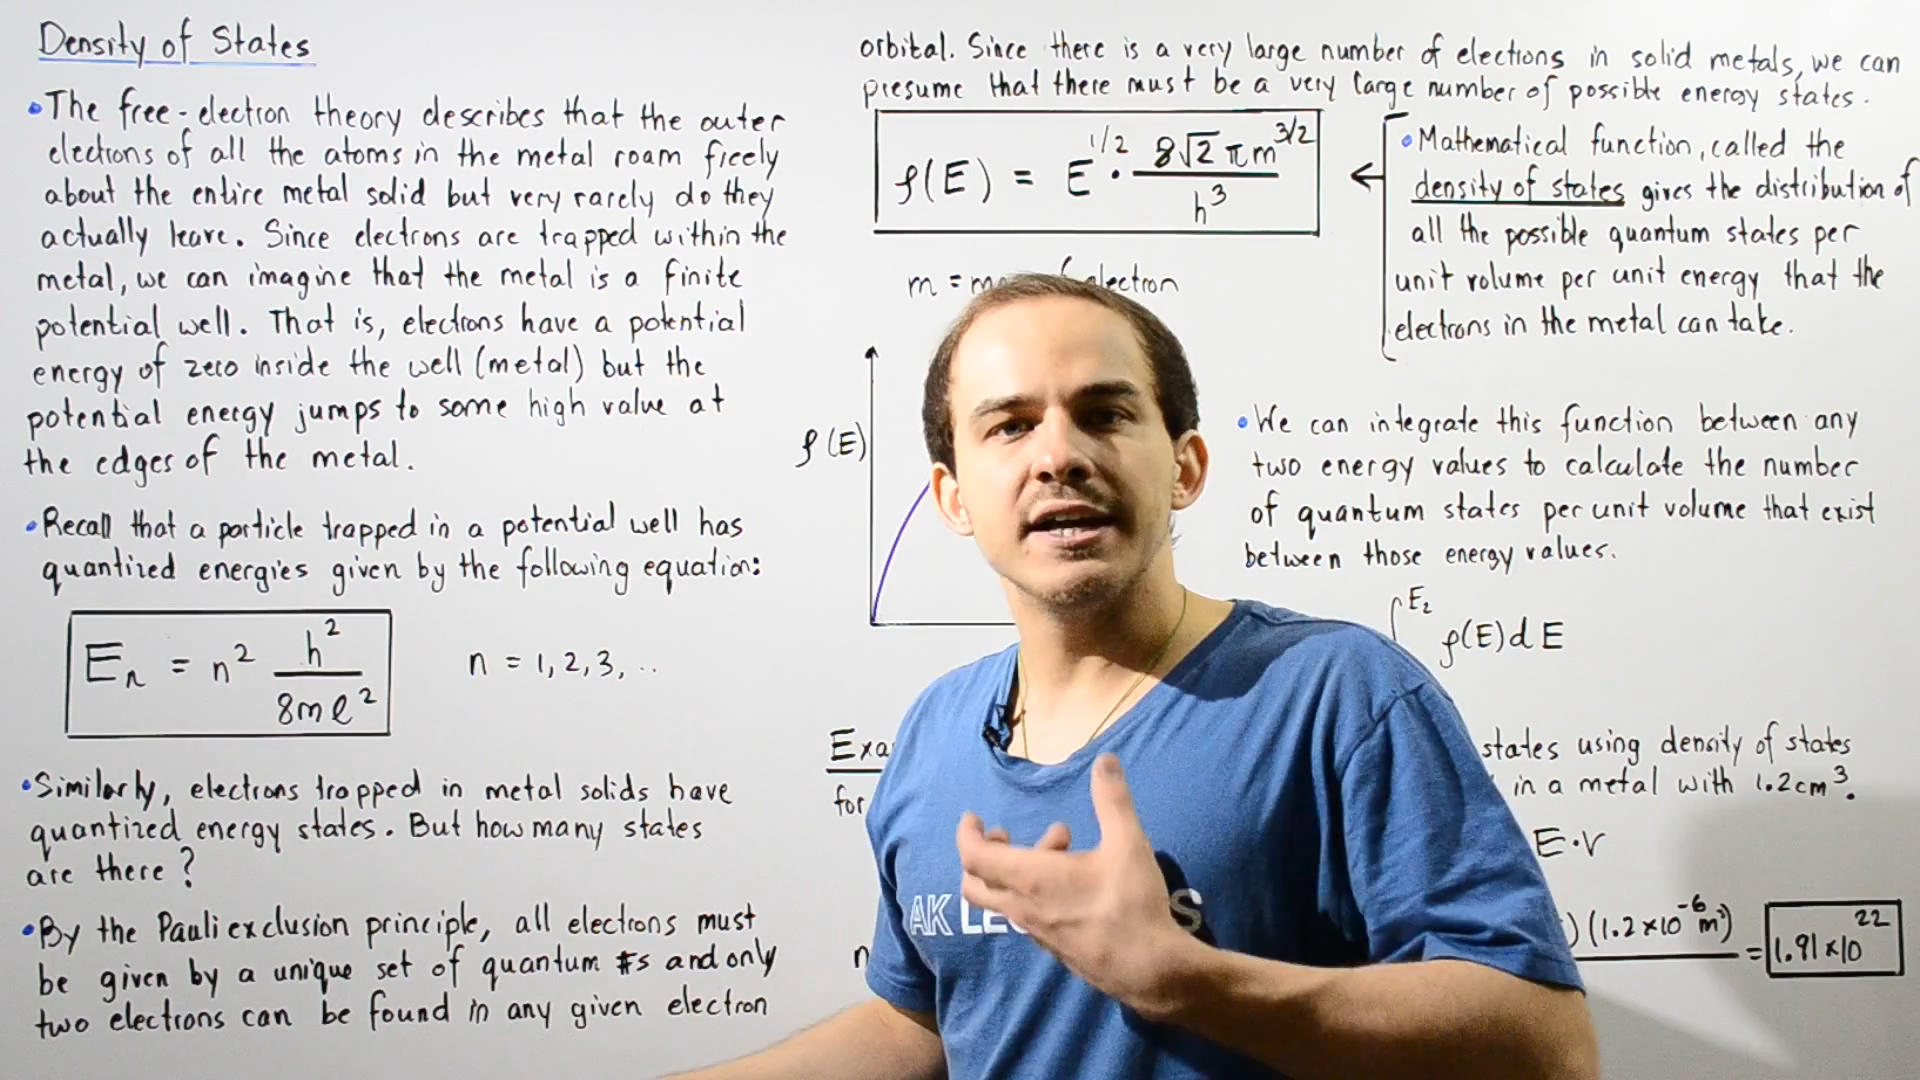 Density of States
• The free-electron theory describes that the outer
electrons of all the atoms in the metal roam freely
about the entire metal solid but very rarely do they
actually leave. Since electrons are trapped within the
metal, we can imagine that the metal is a finite
potential well. That is, electrons have a potential
energy of zero inside the well (metal) but the
potential energy jumps to some high value at
the edges of the metal.
• Recall that a particle trapped in a potential well has
quantized energies given by the following equation:
Eₙ = n² h² / 8mℓ²   n = 1, 2, 3, ..
• Similarly, electrons trapped in metal solids have
quantized energy states. But how many states
are there?
• By the Pauli exclusion principle, all electrons must
be given by a unique set of quantum #s and only
two electrons can be found in any given electron
orbital. Since there is a very large number of electrons in solid metals, we can
presume that there must be a very large number of possible energy states.
ρ(E) = E^1/2 · 8√2 πm^3/2 / h³
m = electron
• Mathematical function, called the
density of states gives the distribution of
all the possible quantum states per
unit volume per unit energy that the
electrons in the metal can take.
ρ(E)
• We can integrate this function between any
two energy values to calculate the number
of quantum states per unit volume that exist
between those energy values.
∫ E₂ ρ(E)dE
states using density of states
for in a metal with 1.2cm³.
E·V
n ) (1.2×10⁻⁶ m³) = 1.91×10²²
AK